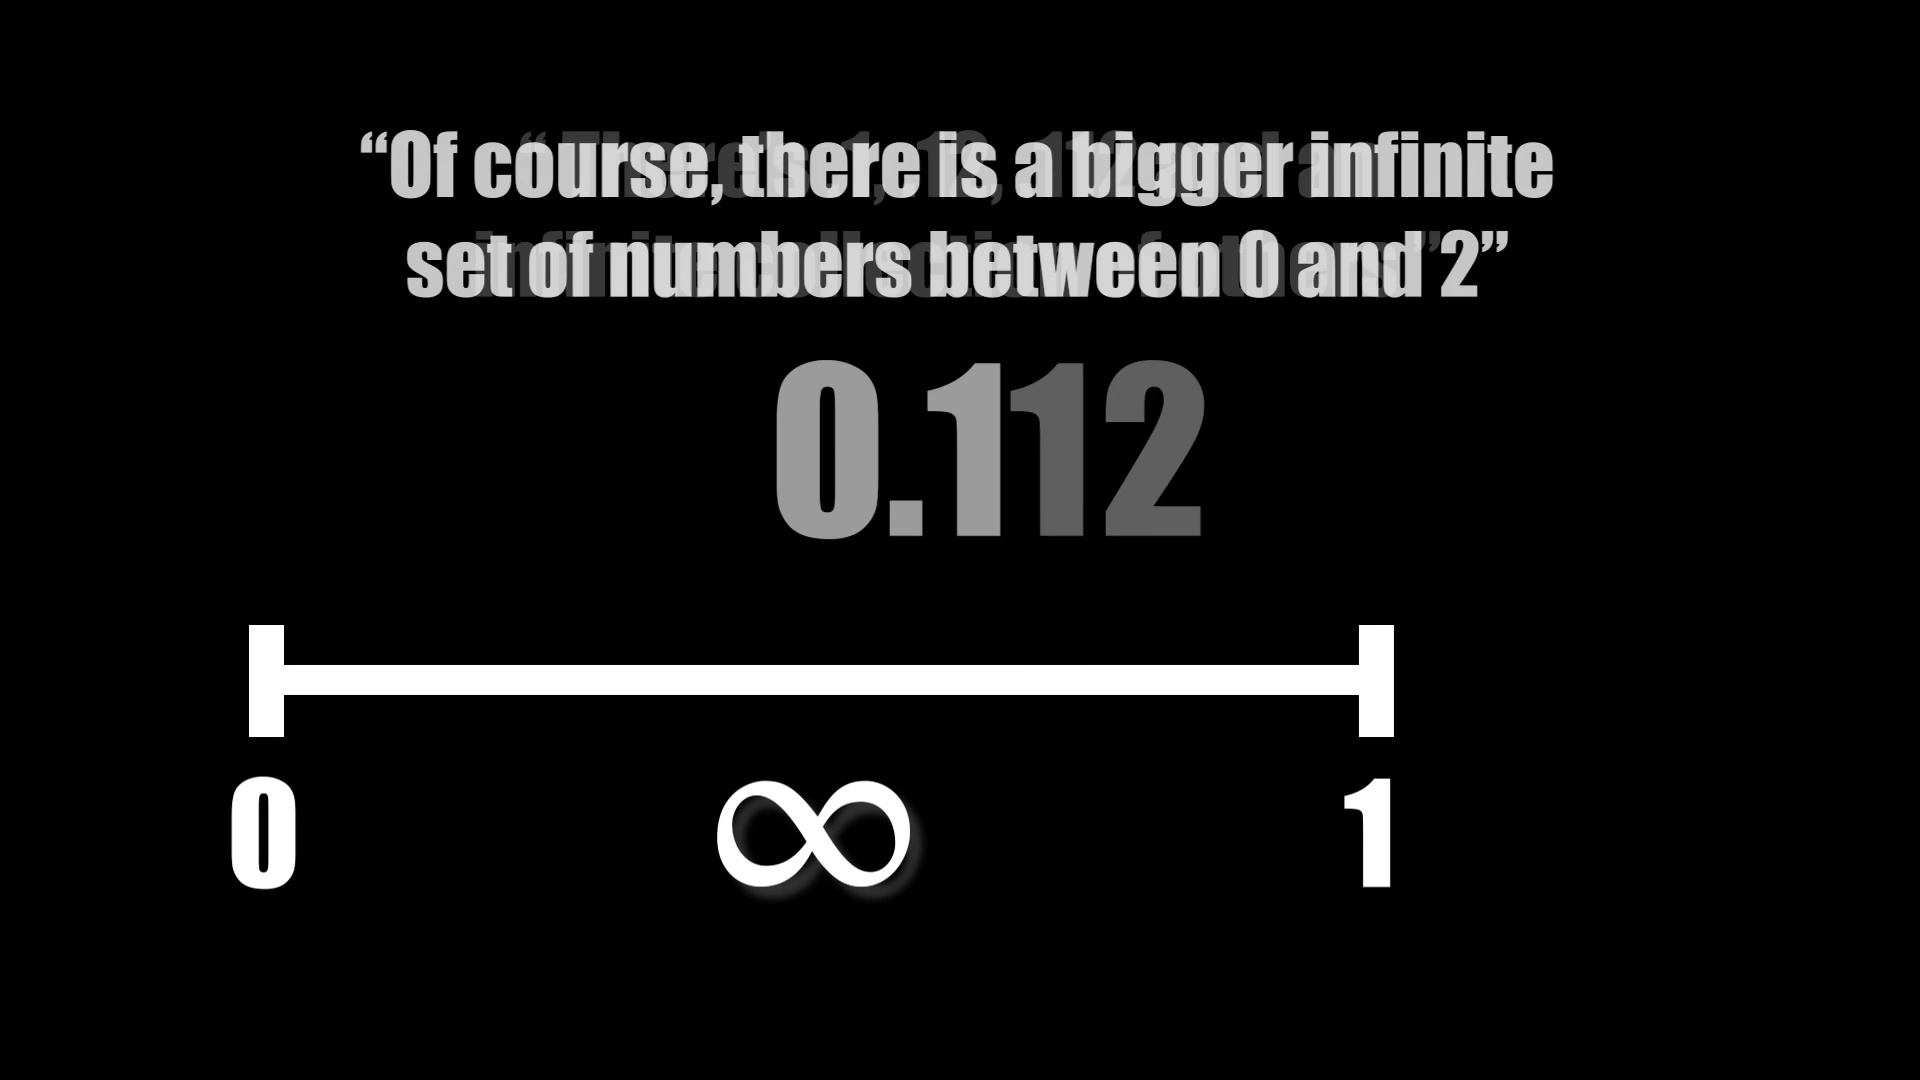 “Of course, there is a bigger infinite
set of numbers between 0 and 2”
0.112
0 ∞ 1